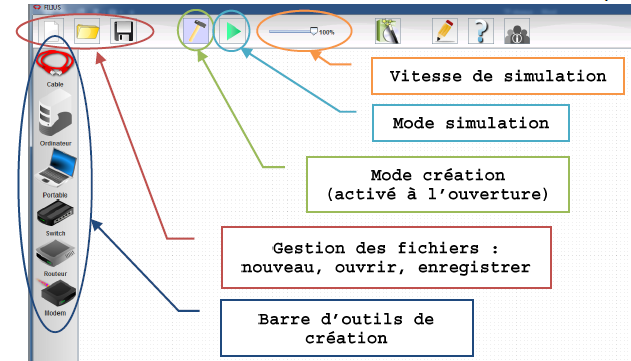 FILIUS
100%
Vitesse de simulation
Cable
Mode simulation
Ordinateur
Mode création
(activé à l'ouverture)
Portable
Switch
Gestion des fichiers :
nouveau, ouvrir, enregistrer
Routeur
Modem
Barre d'outils de
création